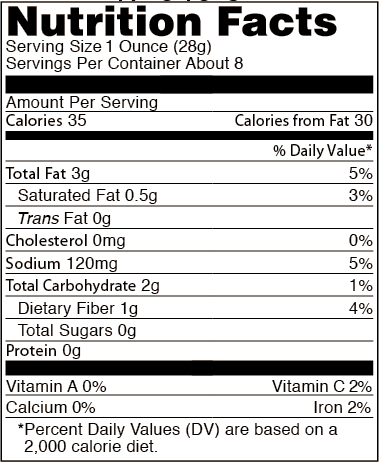 Nutrition Facts
Serving Size 1 Ounce (28g)
Servings Per Container About 8
Amount Per Serving
Calories 35 Calories from Fat 30
% Daily Value*
Total Fat 3g 5%
Saturated Fat 0.5g 3%
Trans Fat 0g
Cholesterol 0mg 0%
Sodium 120mg 5%
Total Carbohydrate 2g 1%
Dietary Fiber 1g 4%
Total Sugars 0g
Protein 0g
Vitamin A 0% Vitamin C 2%
Calcium 0% Iron 2%
*Percent Daily Values (DV) are based on a
2,000 calorie diet.